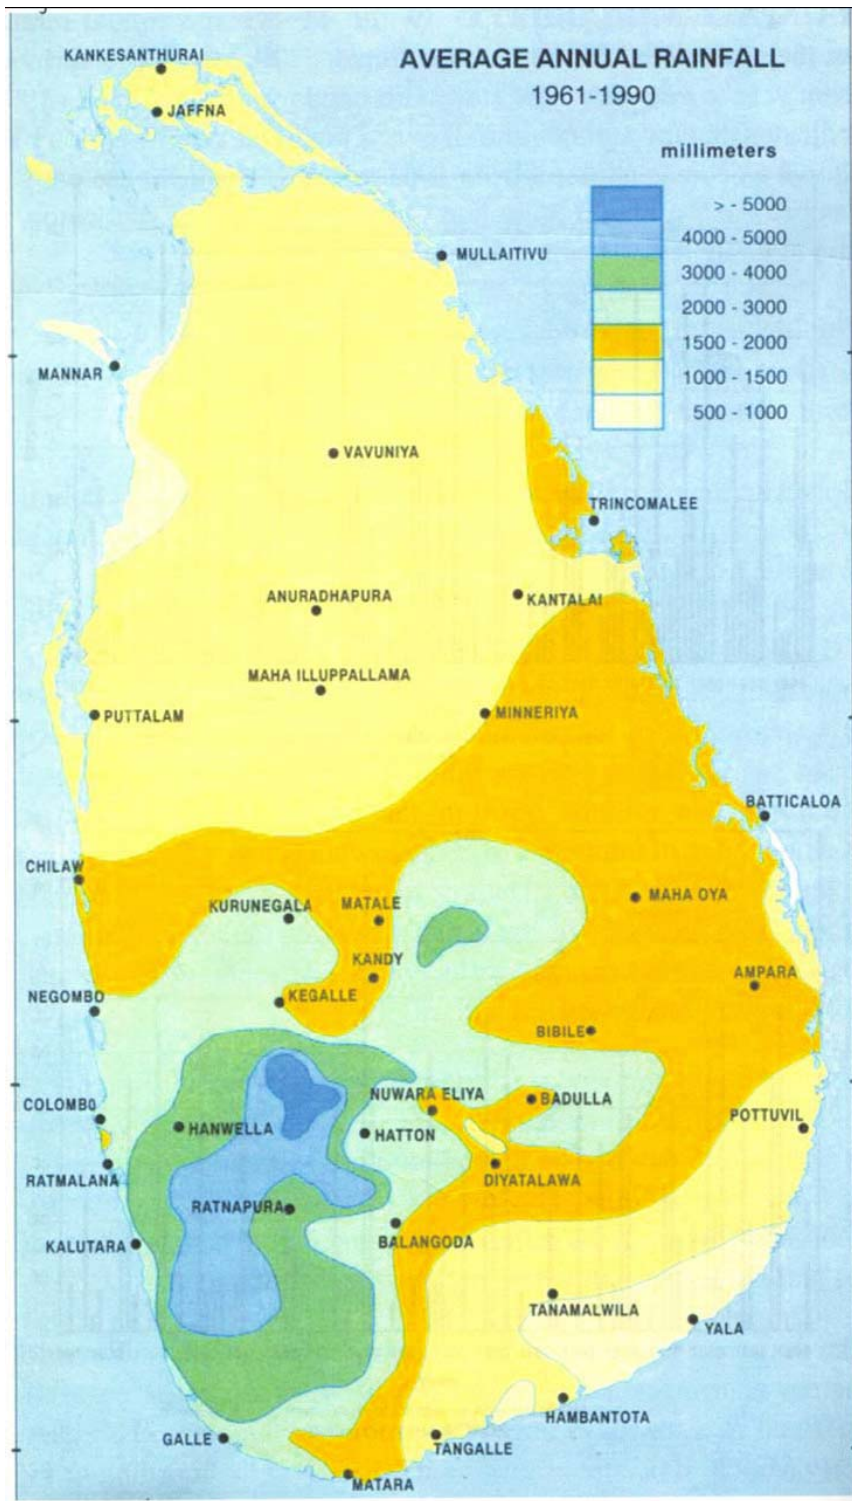 AVERAGE ANNUAL RAINFALL
1961-1990
millimeters
> - 5000
4000 - 5000
3000 - 4000
2000 - 3000
1500 - 2000
1000 - 1500
500 - 1000
KANKESANTHURAI
JAFFNA
MULLAITIVU
MANNAR
VAVUNIYA
TRINCOMALEE
ANURADHAPURA
KANTALAI
MAHA ILLUPPALLAMA
PUTTALAM
MINNERIYA
BATTICALOA
CHILAW
KURUNEGALA
MATALE
MAHA OYA
KANDY
AMPARA
NEGOMBO
KEGALLE
BIBILE
NUWARA ELIYA
BADULLA
COLOMBO
HANWELLA
HATTON
POTTUVIL
RATMALANA
DIYATALAWA
RATNAPURA
KALUTARA
BALANGODA
TANAMALWILA
YALA
HAMBANTOTA
GALLE
TANGALLE
MATARA